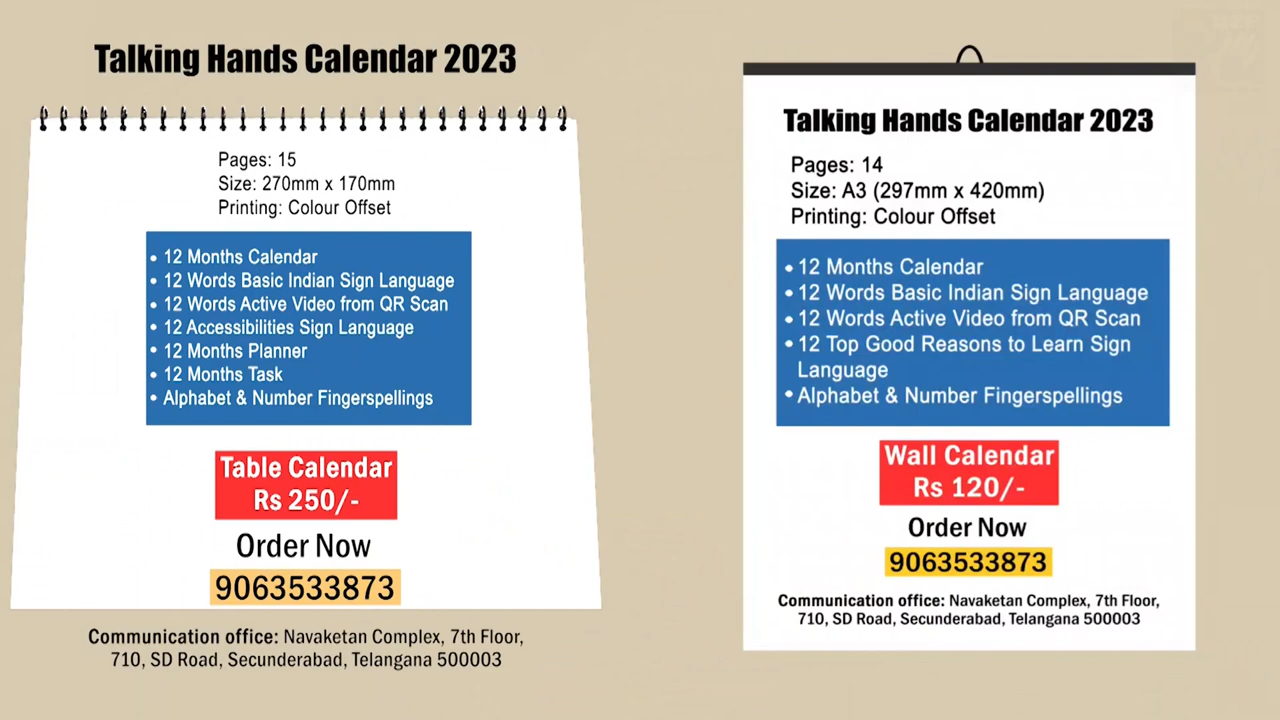 Talking Hands Calendar 2023
Pages: 15
Size: 270mm x 170mm
Printing: Colour Offset
• 12 Months Calendar
• 12 Words Basic Indian Sign Language
• 12 Words Active Video from QR Scan
• 12 Accessibilities Sign Language
• 12 Months Planner
• 12 Months Task
• Alphabet & Number Fingerspellings
Table Calendar
Rs 250/-
Order Now
9063533873
Communication office: Navaketan Complex, 7th Floor,
710, SD Road, Secunderabad, Telangana 500003
Talking Hands Calendar 2023
Pages: 14
Size: A3 (297mm x 420mm)
Printing: Colour Offset
• 12 Months Calendar
• 12 Words Basic Indian Sign Language
• 12 Words Active Video from QR Scan
• 12 Top Good Reasons to Learn Sign
Language
• Alphabet & Number Fingerspellings
Wall Calendar
Rs 120/-
Order Now
9063533873
Communication office: Navaketan Complex, 7th Floor,
710, SD Road, Secunderabad, Telangana 500003